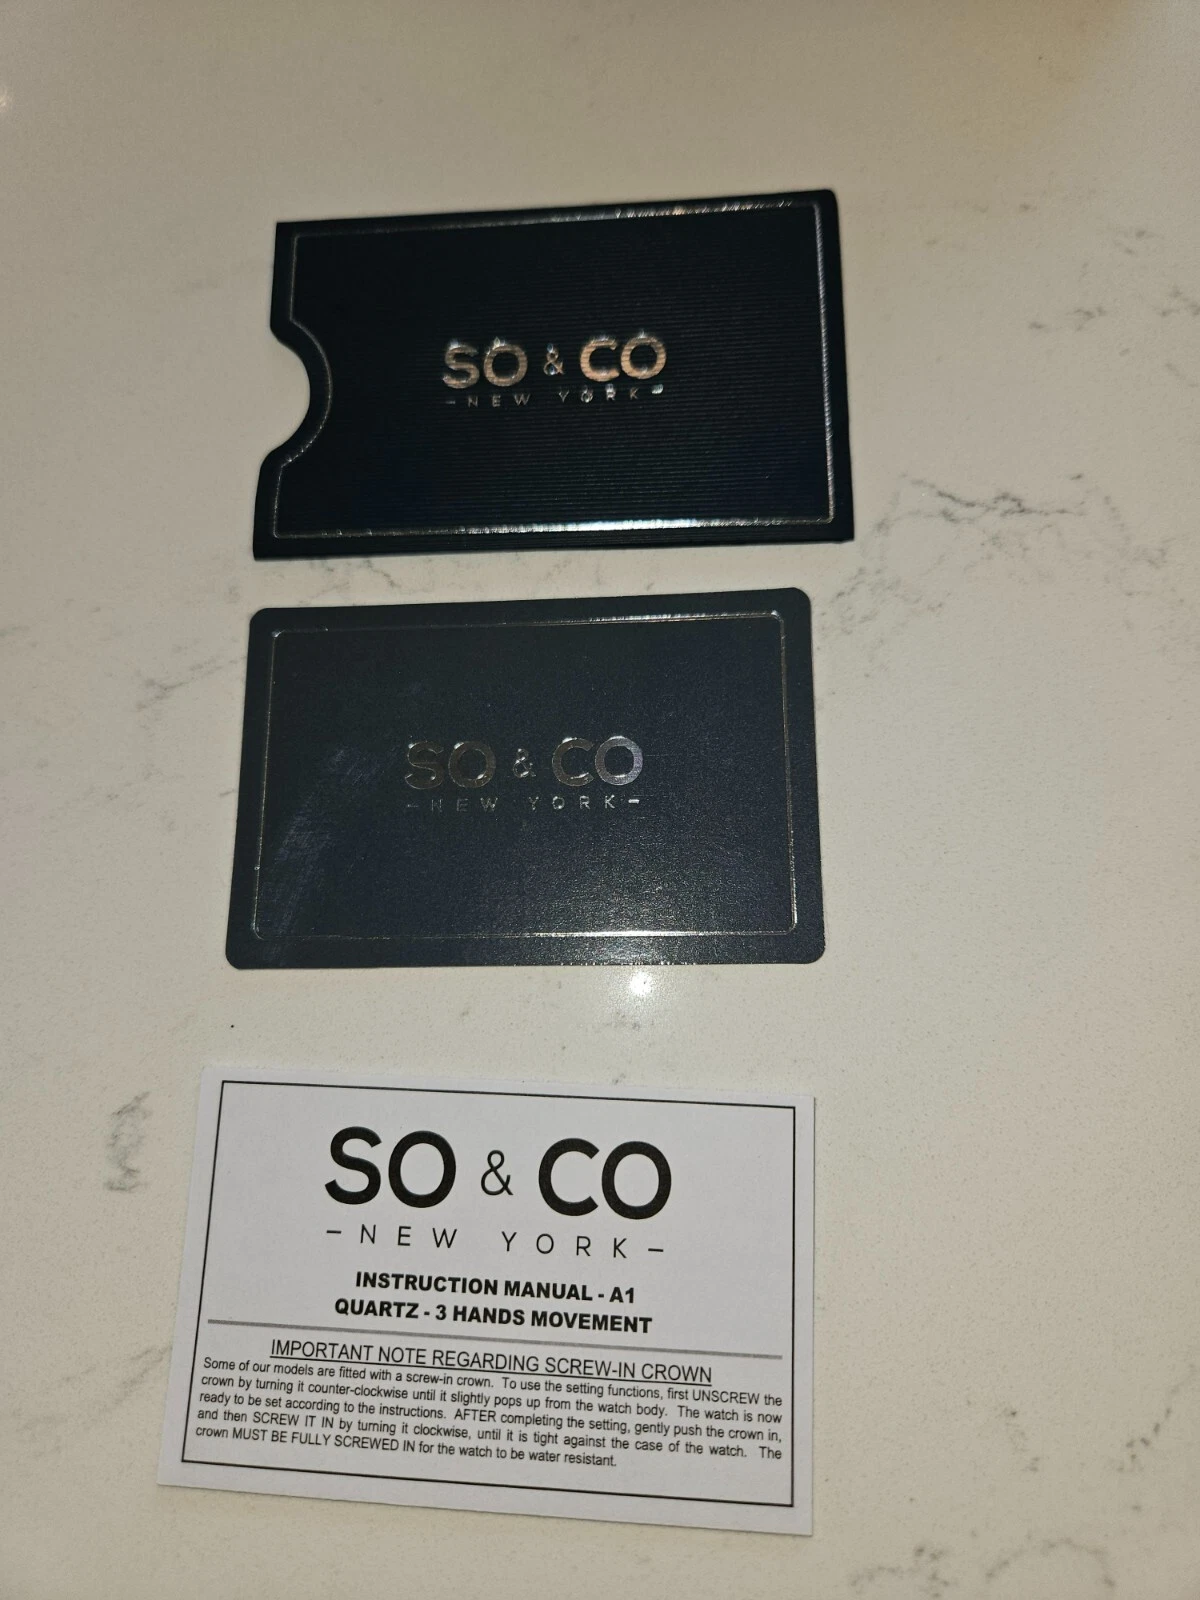 SO & CO
- NEW YORK -
SO & CO
- NEW YORK -
SO & CO
- NEW YORK -
INSTRUCTION MANUAL - A1
QUARTZ - 3 HANDS MOVEMENT
IMPORTANT NOTE REGARDING SCREW-IN CROWN
Some of our models are fitted with a screw-in crown. To use the setting functions, first UNSCREW the
crown by turning it counter-clockwise until it slightly pops up from the watch body. The watch is now
ready to be set according to the instructions. AFTER completing the setting, gently push the crown in,
and then SCREW IT IN by turning it clockwise, until it is tight against the case of the watch. The
crown MUST BE FULLY SCREWED IN for the watch to be water resistant.